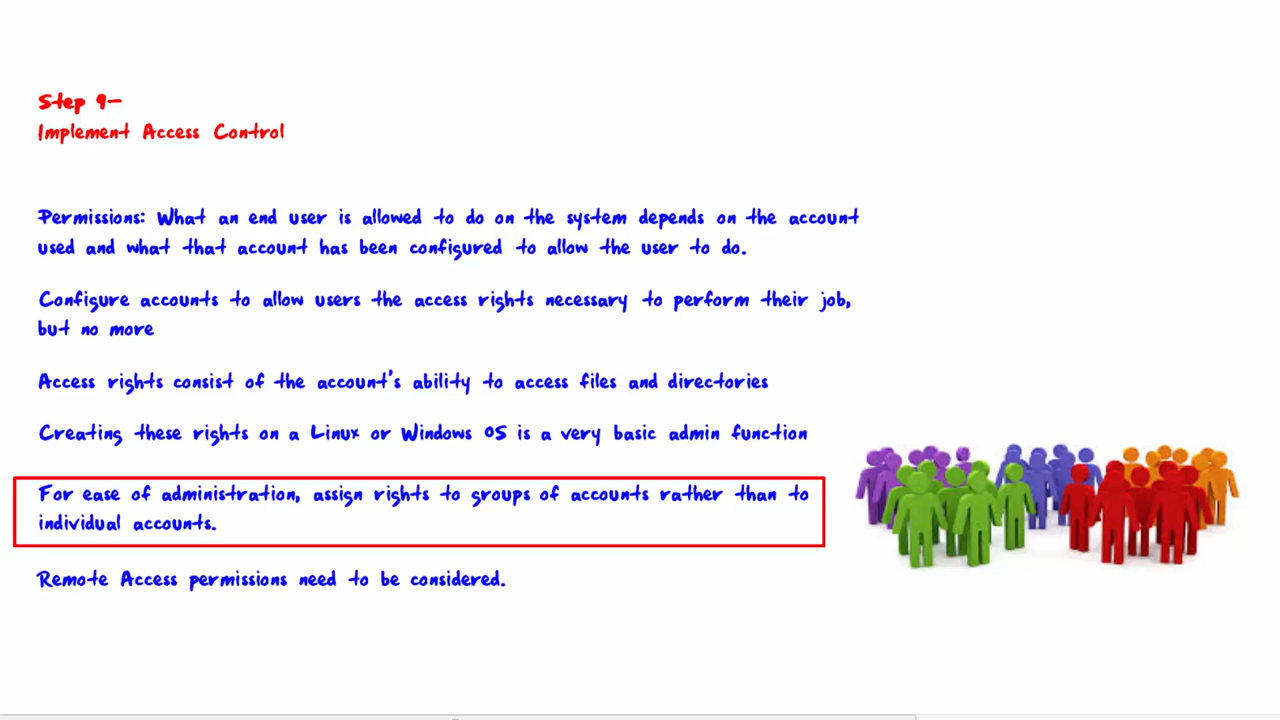 Step 9-
Implement Access Control
Permissions: What an end user is allowed to do on the system depends on the account
used and what that account has been configured to allow the user to do.
Configure accounts to allow users the access rights necessary to perform their job,
but no more
Access rights consist of the account's ability to access files and directories
Creating these rights on a Linux or Windows OS is a very basic admin function
For ease of administration, assign rights to groups of accounts rather than to
individual accounts.
Remote Access permissions need to be considered.